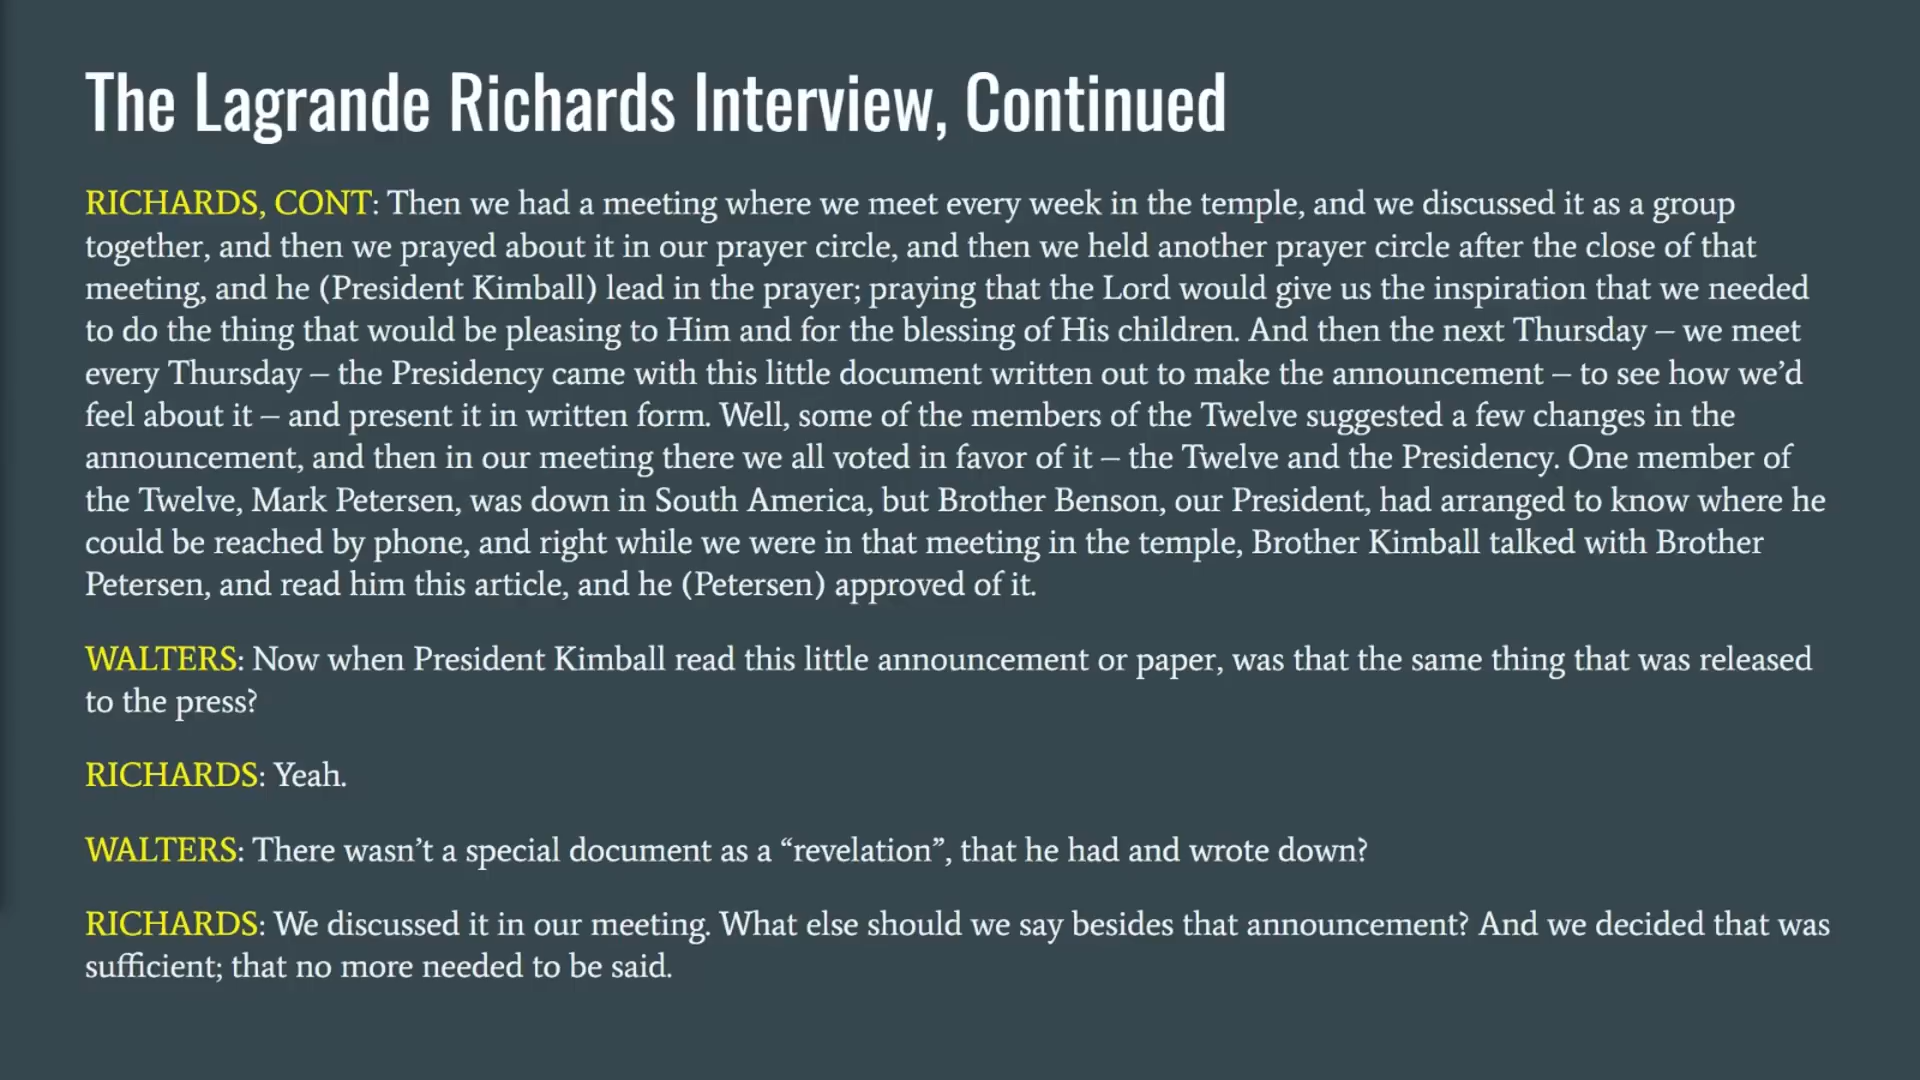 The Lagrande Richards Interview, Continued
RICHARDS, CONT: Then we had a meeting where we meet every week in the temple, and we discussed it as a group
together, and then we prayed about it in our prayer circle, and then we held another prayer circle after the close of that
meeting, and he (President Kimball) lead in the prayer; praying that the Lord would give us the inspiration that we needed
to do the thing that would be pleasing to Him and for the blessing of His children. And then the next Thursday – we meet
every Thursday – the Presidency came with this little document written out to make the announcement – to see how we’d
feel about it – and present it in written form. Well, some of the members of the Twelve suggested a few changes in the
announcement, and then in our meeting there we all voted in favor of it – the Twelve and the Presidency. One member of
the Twelve, Mark Petersen, was down in South America, but Brother Benson, our President, had arranged to know where he
could be reached by phone, and right while we were in that meeting in the temple, Brother Kimball talked with Brother
Petersen, and read him this article, and he (Petersen) approved of it.
WALTERS: Now when President Kimball read this little announcement or paper, was that the same thing that was released
to the press?
RICHARDS: Yeah.
WALTERS: There wasn’t a special document as a “revelation”, that he had and wrote down?
RICHARDS: We discussed it in our meeting. What else should we say besides that announcement? And we decided that was
sufficient; that no more needed to be said.